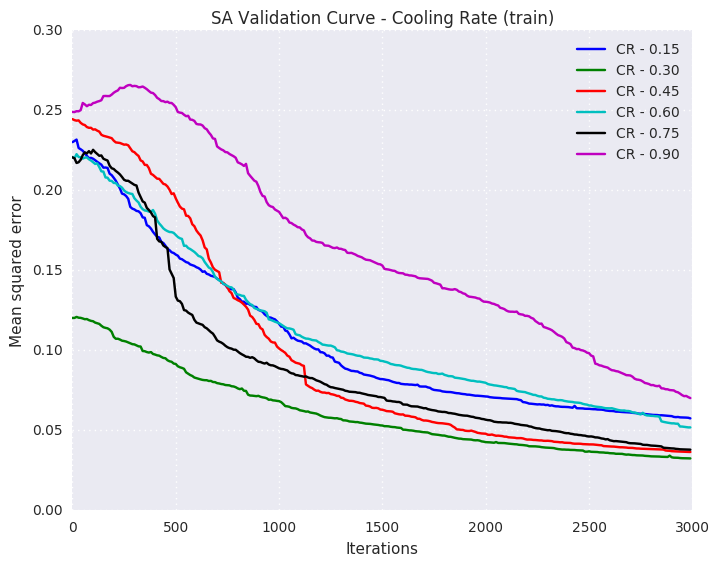 SA Validation Curve - Cooling Rate (train)
0.30
0.25
0.20
0.15
0.10
0.05
0.00
Mean squared error
CR - 0.15
CR - 0.30
CR - 0.45
CR - 0.60
CR - 0.75
CR - 0.90
0 500 1000 1500 2000 2500 3000
Iterations